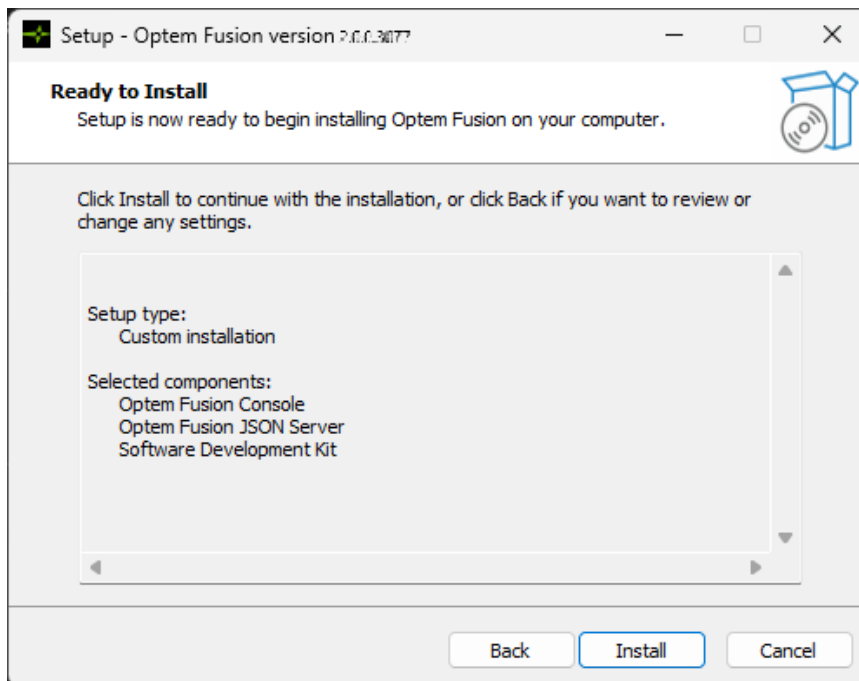 Setup - Optem Fusion version
Ready to Install
Setup is now ready to begin installing Optem Fusion on your computer.
Click Install to continue with the installation, or click Back if you want to review or
change any settings.
Setup type:
Custom installation
Selected components:
Optem Fusion Console
Optem Fusion JSON Server
Software Development Kit
Back
Install
Cancel